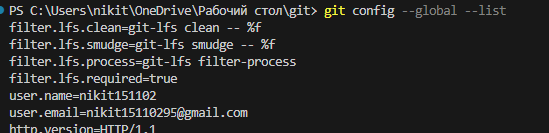 PS C:\Users\nikit\OneDrive\Рабочий стол\git> git config --global --list
filter.lfs.clean=git-lfs clean -- %f
filter.lfs.smudge=git-lfs smudge -- %f
filter.lfs.process=git-lfs filter-process
filter.lfs.required=true
user.name=nikit151102
user.email=nikit15110295@gmail.com
http.version=HTTP/1.1